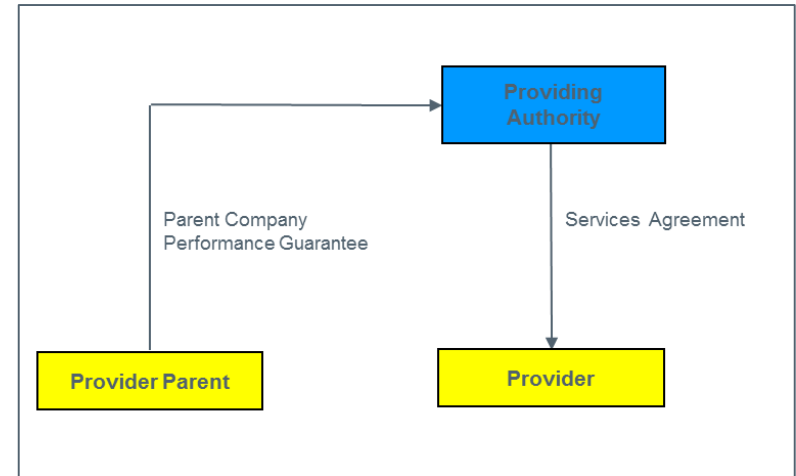 Providing
Authority
Parent Company
Performance Guarantee
Services Agreement
Provider Parent
Provider